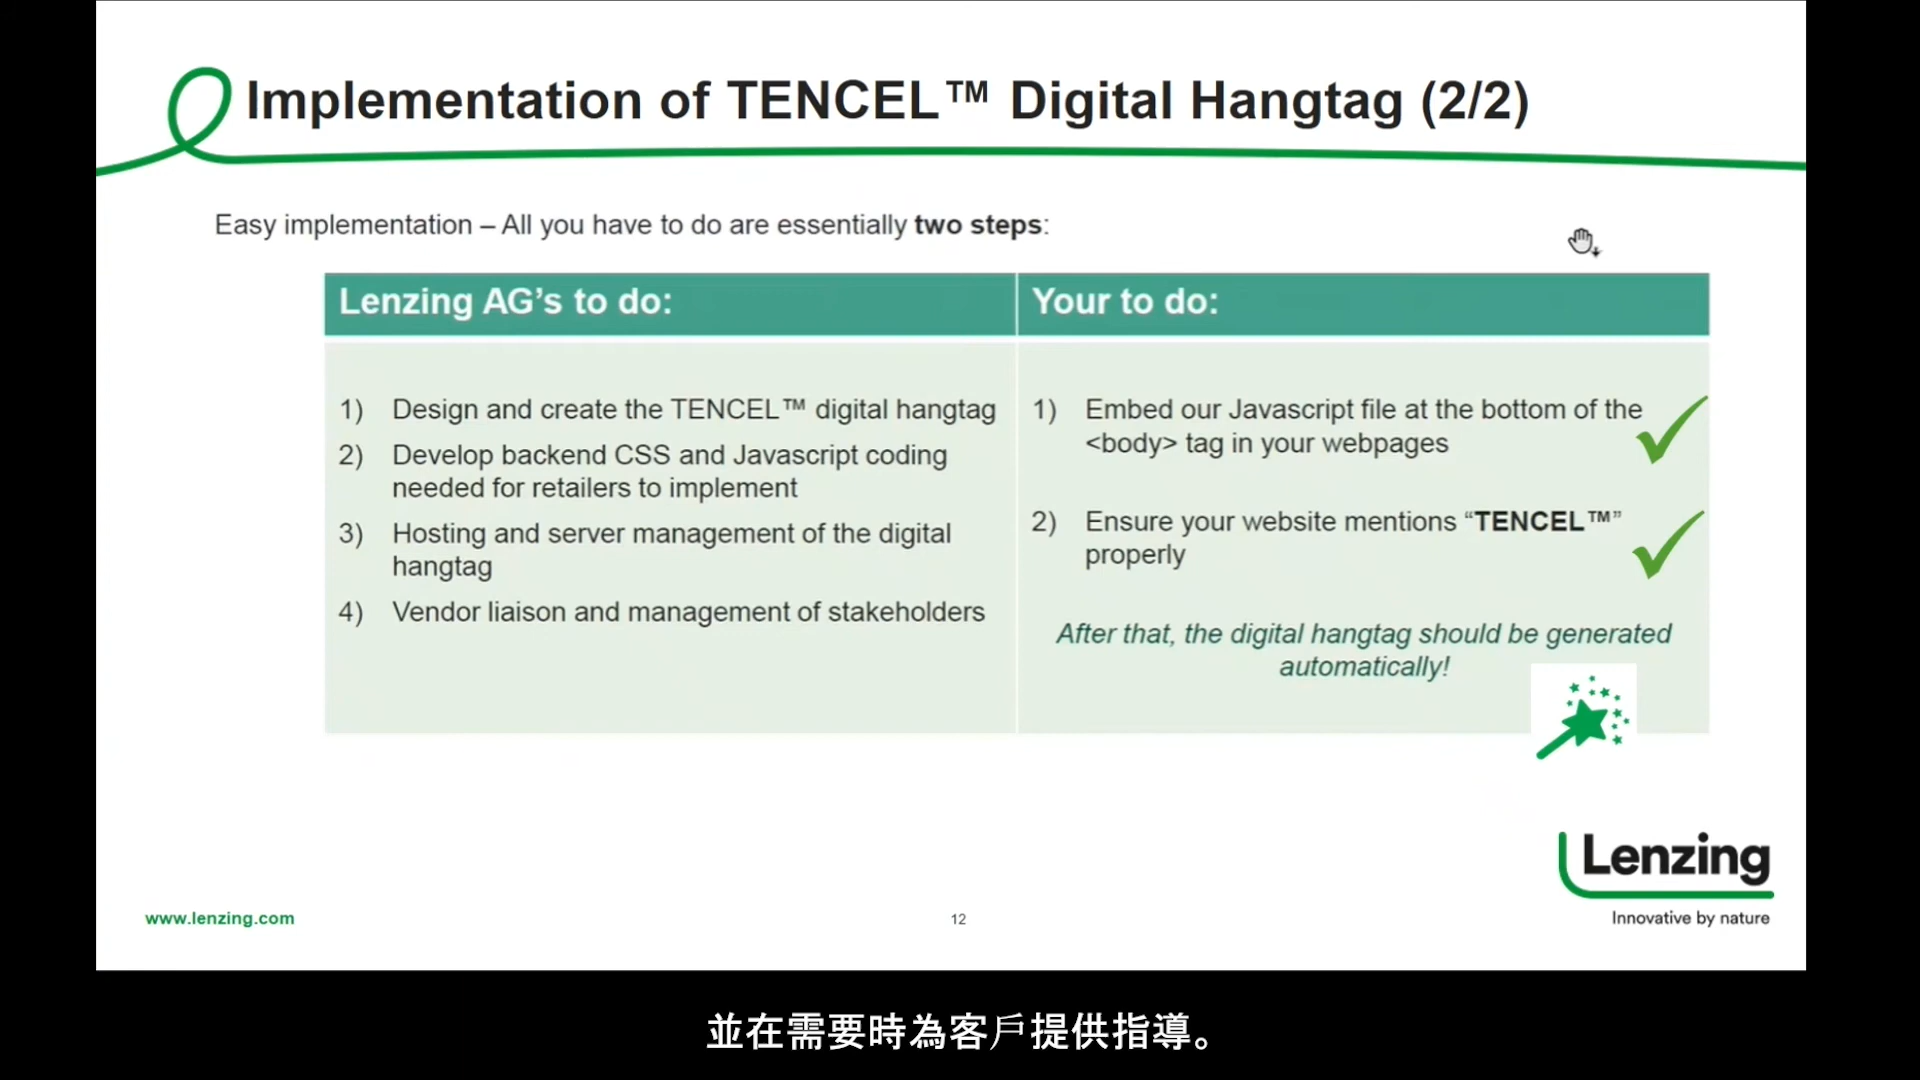 Implementation of TENCEL™ Digital Hangtag (2/2)
Easy implementation – All you have to do are essentially two steps:
Lenzing AG’s to do:
1) Design and create the TENCEL™ digital hangtag
2) Develop backend CSS and Javascript coding
needed for retailers to implement
3) Hosting and server management of the digital
hangtag
4) Vendor liaison and management of stakeholders
Your to do:
1) Embed our Javascript file at the bottom of the
<body> tag in your webpages
2) Ensure your website mentions “TENCEL™”
properly
After that, the digital hangtag should be generated
automatically!
Lenzing
Innovative by nature
www.lenzing.com
12
並在需要時為客戶提供指導。